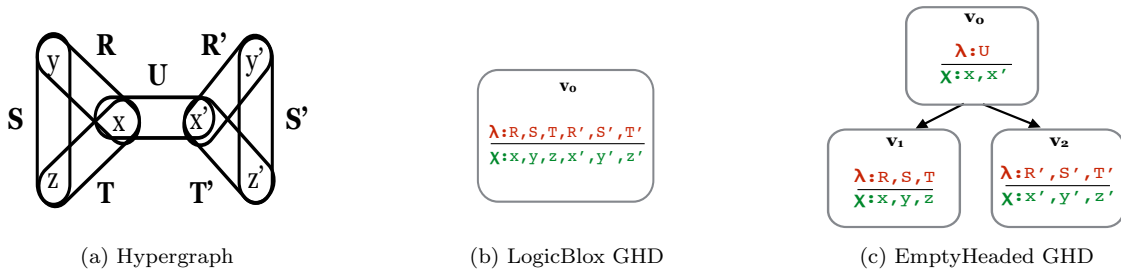 R
R'
y
y'
U
S
x
x'
S'
z
z'
T
T'
(a) Hypergraph
v₀
λ:R,S,T,R',S',T'
χ:x,y,z,x',y',z'
(b) LogicBlox GHD
v₀
λ:U
χ:x,x'
v₁
λ:R,S,T
χ:x,y,z
v₂
λ:R',S',T'
χ:x',y',z'
(c) EmptyHeaded GHD